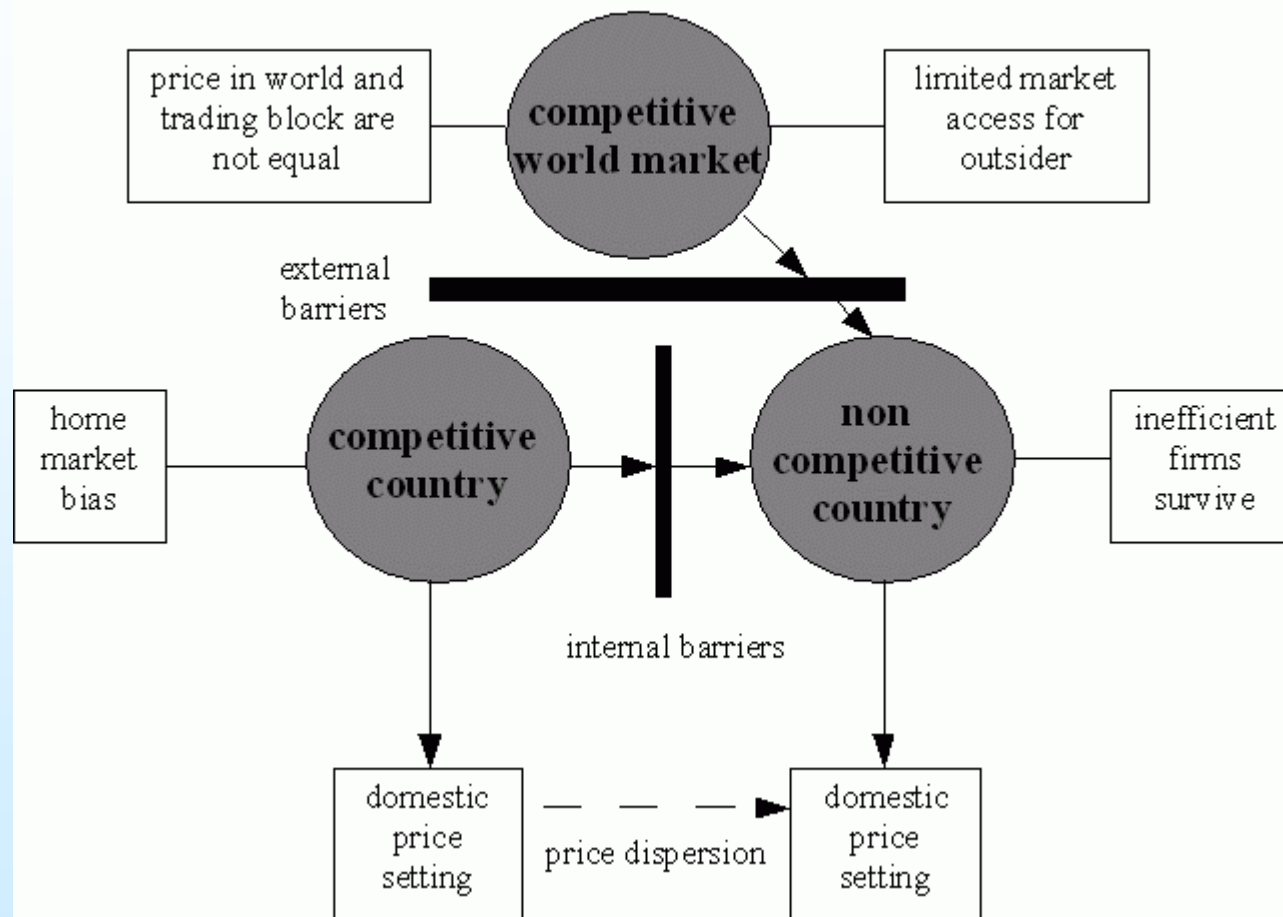 price in world and
trading block are
not equal
competitive
world market
limited market
access for
outsider
external
barriers
home
market
bias
competitive
country
non
competitive
country
inefficient
firms
survive
internal barriers
domestic
price
setting
price dispersion
domestic
price
setting